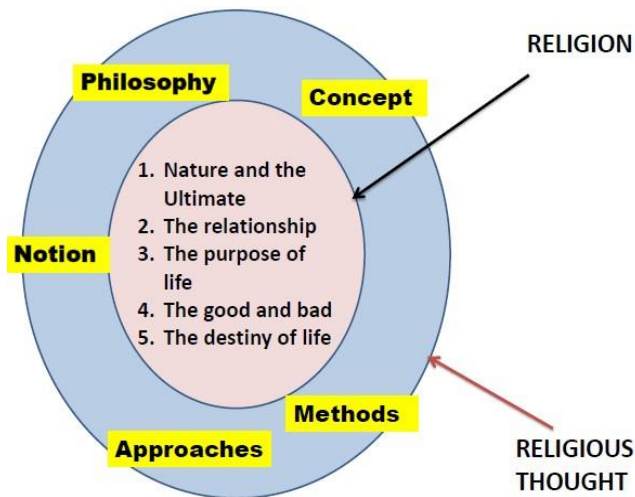 RELIGION
Philosophy
Concept
1. Nature and the
Ultimate
2. The relationship
3. The purpose of
life
4. The good and bad
5. The destiny of life
Notion
Methods
Approaches
RELIGIOUS
THOUGHT